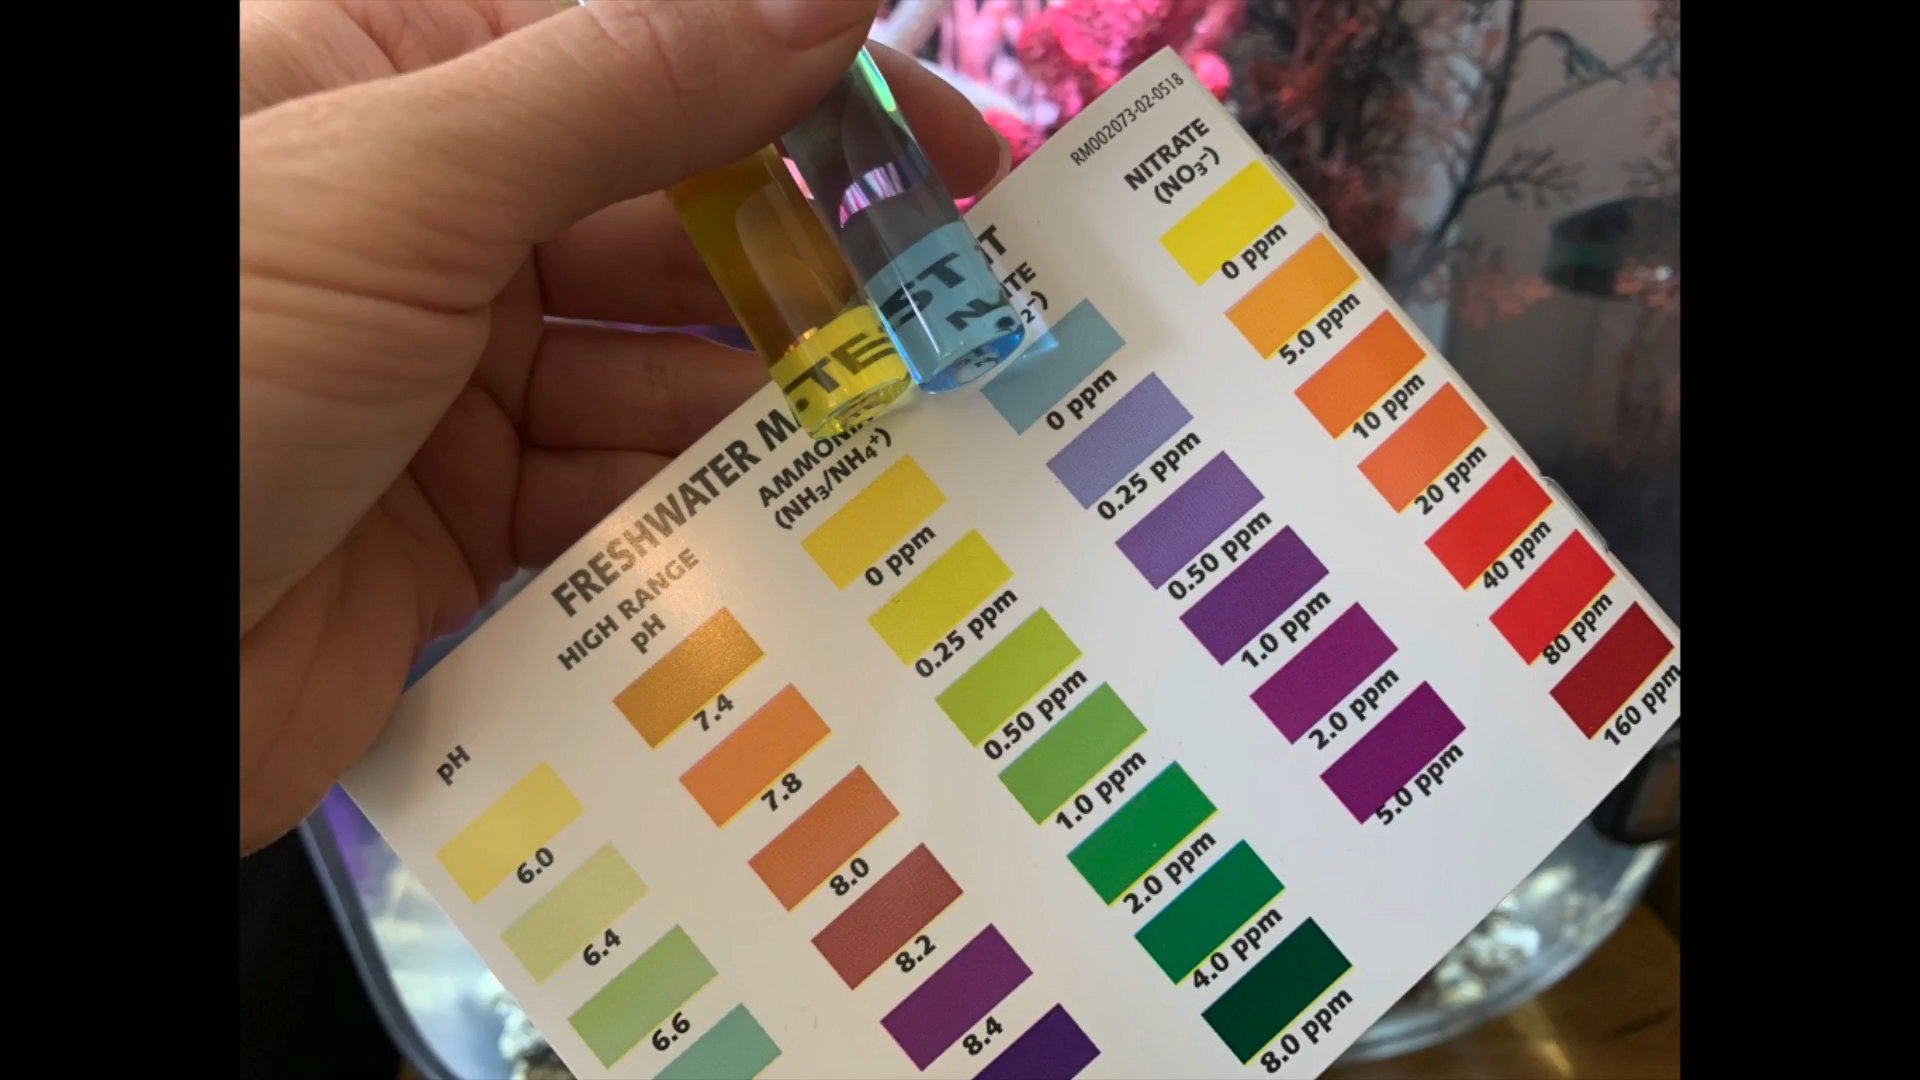 RM002073-02-0518
FRESHWATER MA
TEST
pH
6.0
6.4
6.6
HIGH RANGE
pH
7.4
7.8
8.0
8.2
8.4
AMMONIA
(NH₃/NH₄⁺)
0 ppm
0.25 ppm
0.50 ppm
1.0 ppm
2.0 ppm
4.0 ppm
8.0 ppm
0 ppm
0.25 ppm
0.50 ppm
1.0 ppm
2.0 ppm
5.0 ppm
NITRATE
(NO₃⁻)
0 ppm
5.0 ppm
10 ppm
20 ppm
40 ppm
80 ppm
160 ppm